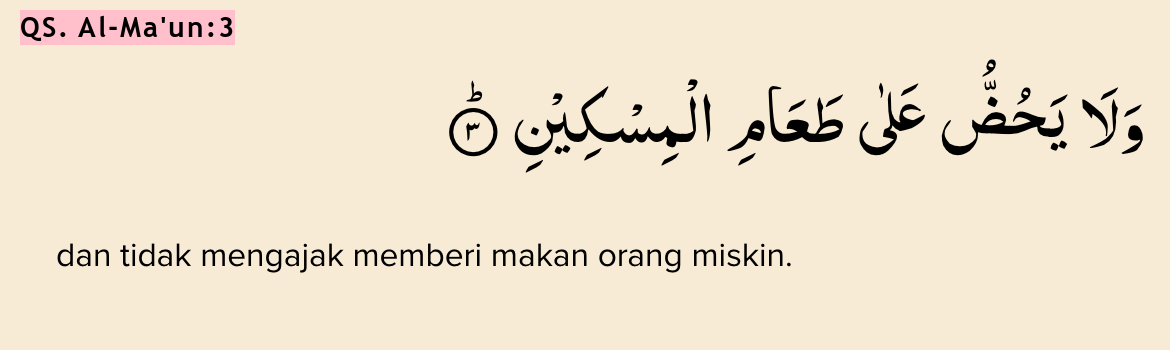 QS. Al-Ma'un:3
وَلَا يَحُضُّ عَلٰى طَعَامِ الْمِسْكِيْنِۗ ٣
dan tidak mengajak memberi makan orang miskin.